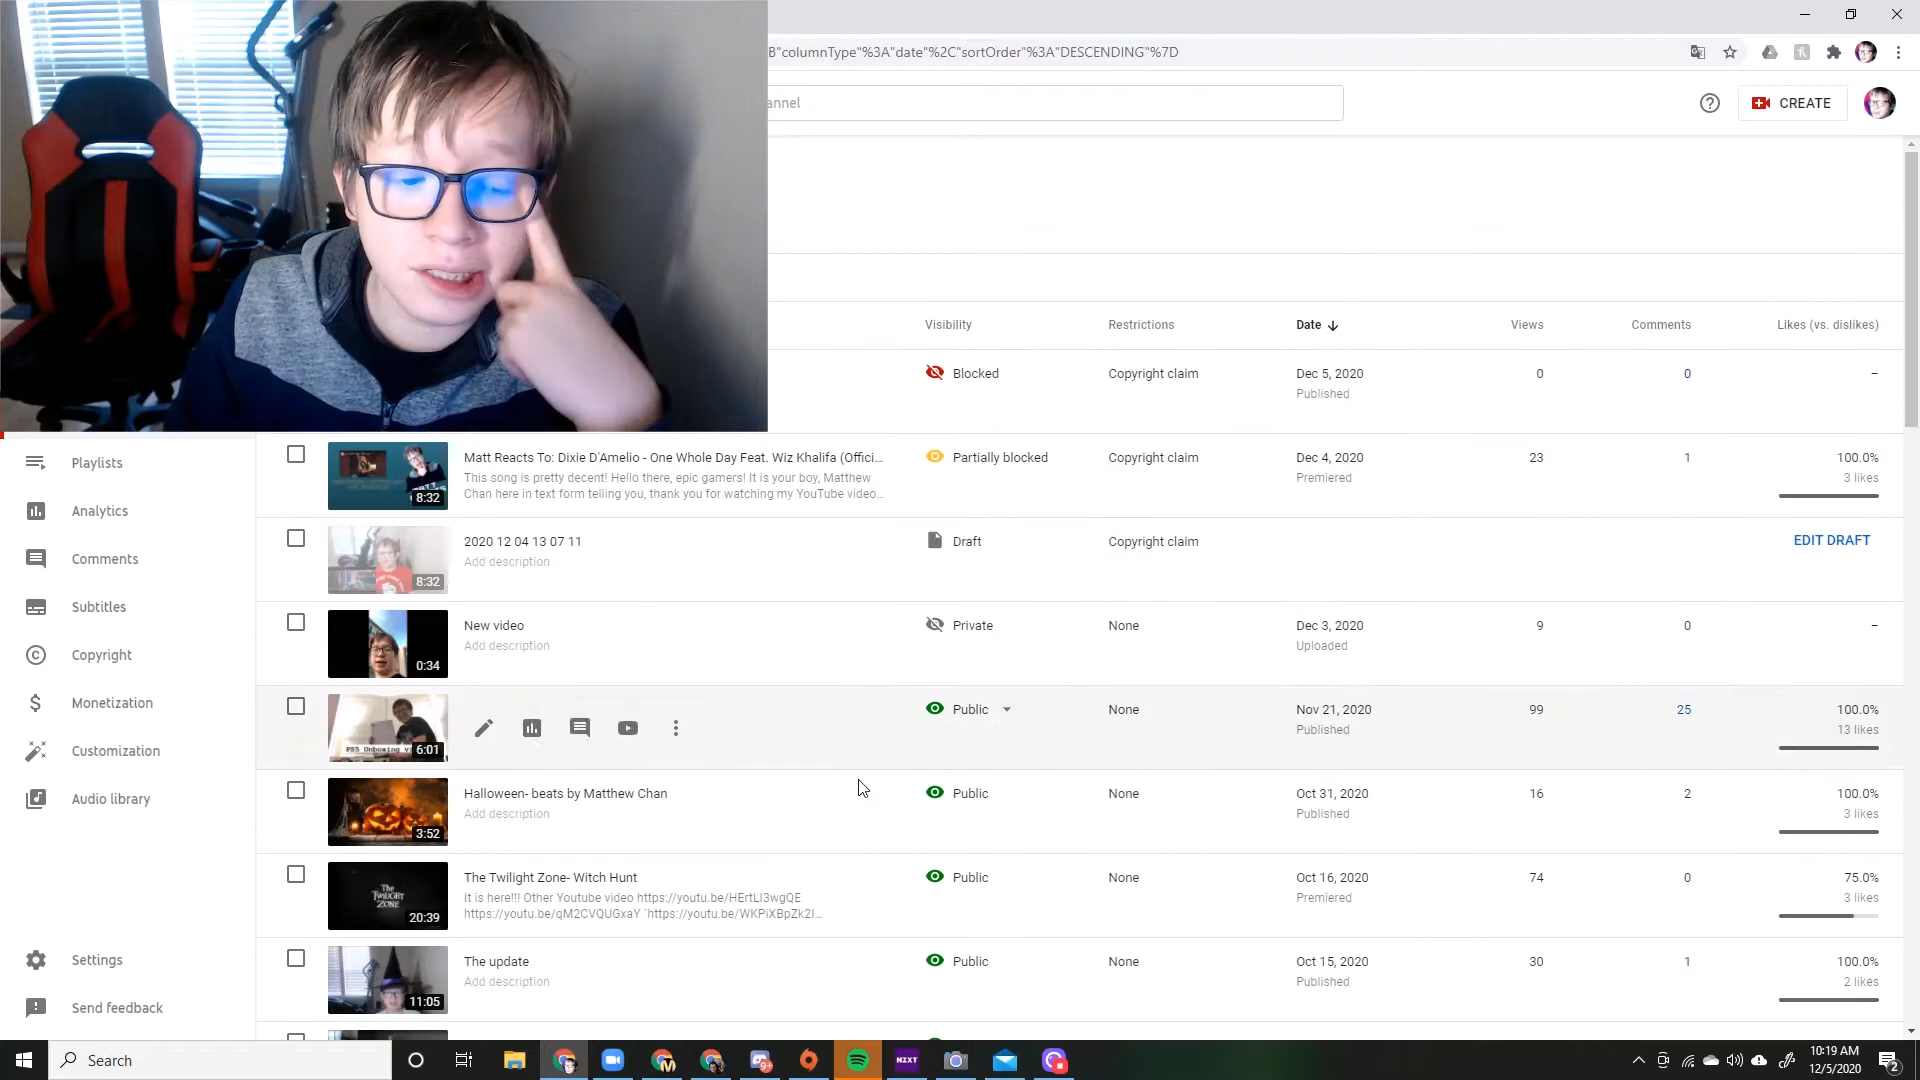 B"columnType"%3A"date"%2C"sortOrder"%3A"DESCENDING"%7D
annel
CREATE
Visibility Restrictions Date Views Comments Likes (vs. dislikes)
Blocked Copyright claim Dec 5, 2020 0 0 –
Published
Playlists
Analytics
Comments
Subtitles
Copyright
Monetization
Customization
Audio library
Settings
Send feedback
8:32
Matt Reacts To: Dixie D'Amelio - One Whole Day Feat. Wiz Khalifa (Offici...
This song is pretty decent! Hello there, epic gamers! It is your boy, Matthew
Chan here in text form telling you, thank you for watching my YouTube video...
Partially blocked Copyright claim Dec 4, 2020 23 1 100.0%
Premiered 3 likes
8:32
2020 12 04 13 07 11
Add description
Draft Copyright claim EDIT DRAFT
0:34
New video
Add description
Private None Dec 3, 2020 9 0 –
Uploaded
PS5 Unboxing
6:01
Public None Nov 21, 2020 99 25 100.0%
Published 13 likes
3:52
Halloween- beats by Matthew Chan
Add description
Public None Oct 31, 2020 16 2 100.0%
Published 3 likes
The
TWILIGHT
ZONE
20:39
The Twilight Zone- Witch Hunt
It is here!!! Other Youtube video https://youtu.be/HErtLI3wgQE
https://youtu.be/qM2CVQUGxaY `https://youtu.be/WKPiXBpZk2I...
Public None Oct 16, 2020 74 0 75.0%
Premiered 3 likes
11:05
The update
Add description
Public None Oct 15, 2020 30 1 100.0%
Published 2 likes
Search
NZXT
10:19 AM
12/5/2020
2